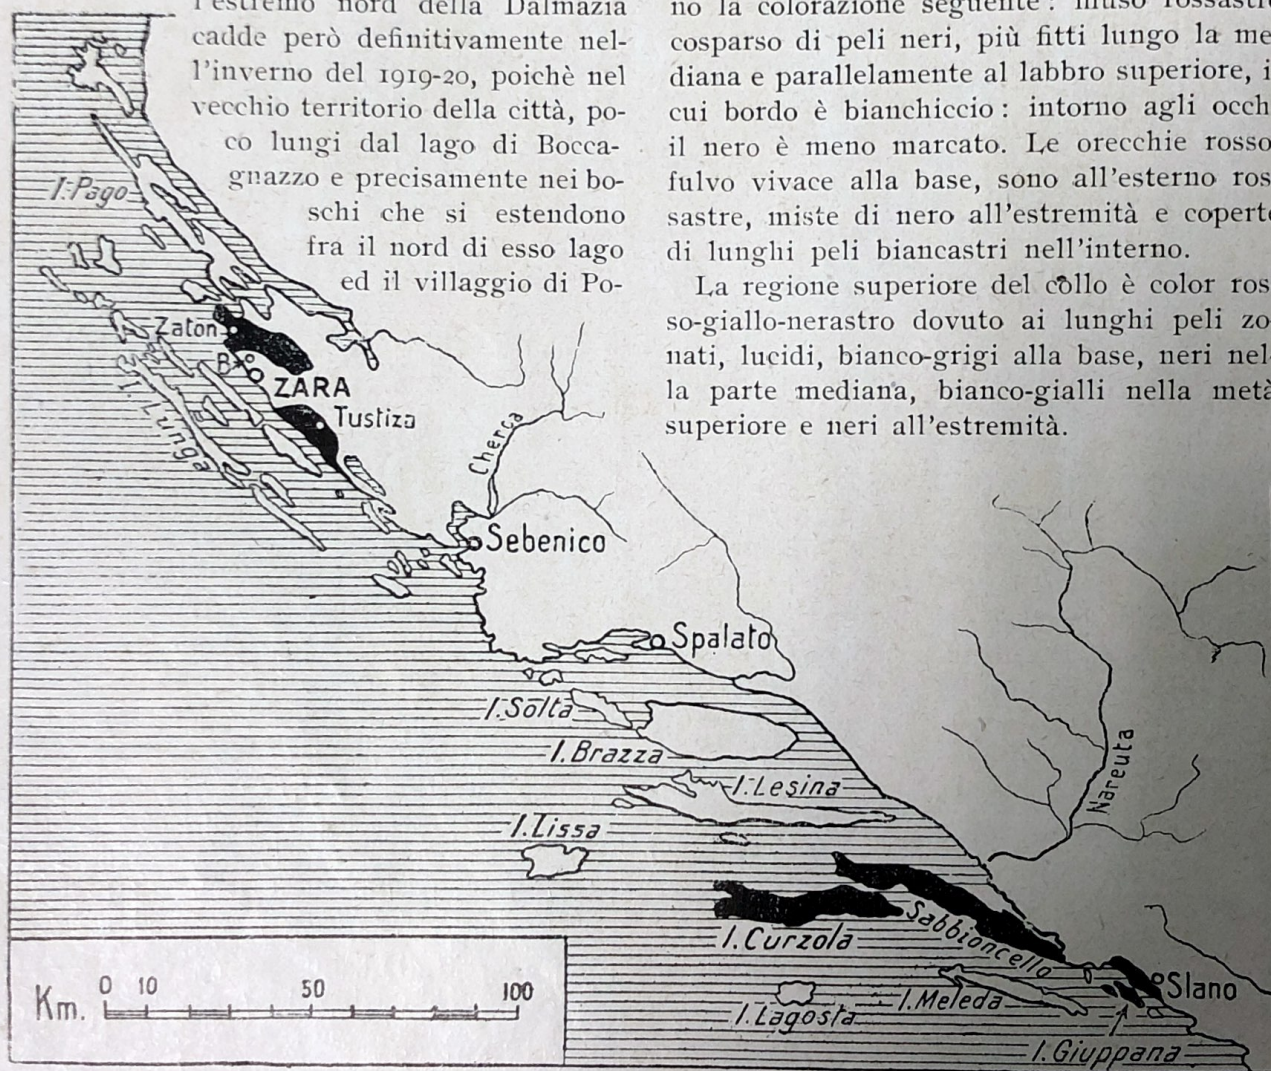 l'estremo nord della Dalmazia
cadde però definitivamente nel-
l'inverno del 1919-20, poichè nel
vecchio territorio della città, po-
co lungi dal lago di Bocca-
gnazzo e precisamente nei bo-
schi che si estendono
fra il nord di esso lago
ed il villaggio di Po-
no la colorazione seguente: muso rossastr
cosparso di peli neri, più fitti lungo la me
diana e parallelamente al labbro superiore, i
cui bordo è bianchiccio: intorno agli occh
il nero è meno marcato. Le orecchie rosso
fulvo vivace alla base, sono all'esterno ros
sastre, miste di nero all'estremità e coperte
di lunghi peli biancastri nell'interno.
La regione superiore del collo è color ros
so-giallo-nerastro dovuto ai lunghi peli zo
nati, lucidi, bianco-grigi alla base, neri nel
la parte mediana, bianco-gialli nella metà
superiore e neri all'estremità.
I. Pago
Zaton
B
ZARA
Tustiza
I. Lunga
Cherca
Sebenico
Spalato
I. Solta
I. Brazza
I. Lesina
I. Lissa
Nareuta
I. Curzola
Sabbioncello
Slano
I. Meleda
I. Lagosta
I. Giuppana
Km. 0 10 50 100